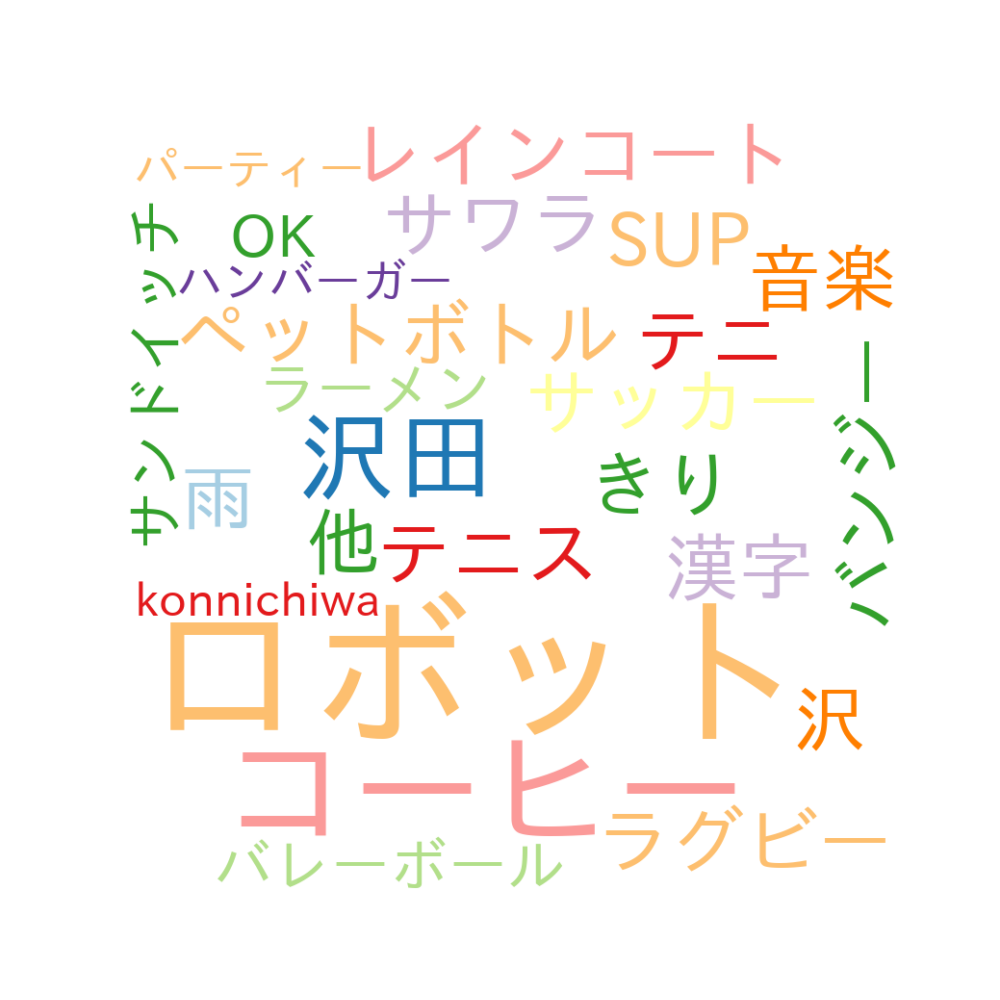 レインコート
パーティー
サンドイッチ
OK
サワラ
SUP
音楽
ハンバーガー
ペットボトル
テニ
ラーメン
サッカー
バンジー
沢田
きり
雨
他
テニス
漢字
konnichiwa
ロボット
沢
コーヒー
ラグビー
バレーボール